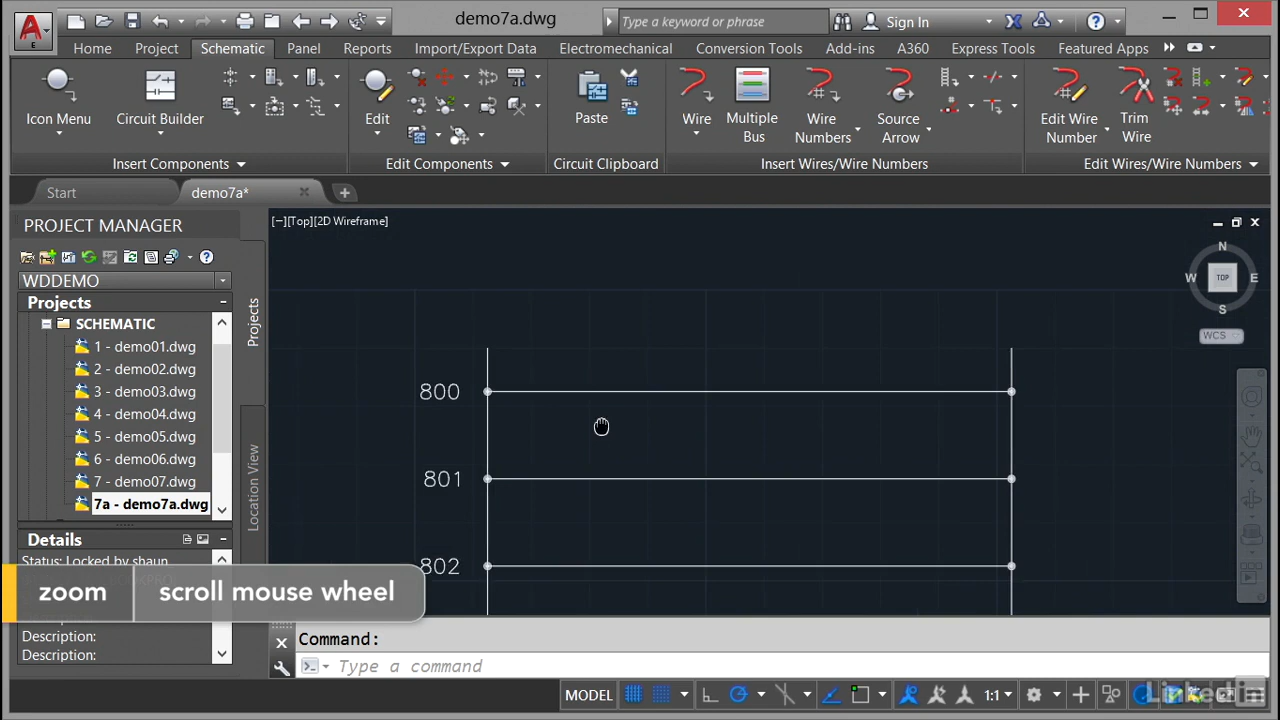 demo7a.dwg
Type a keyword or phrase
Sign In
A
E
Home
Project
Schematic
Panel
Reports
Import/Export Data
Electromechanical
Conversion Tools
Add-ins
A360
Express Tools
Featured Apps
Icon Menu
Circuit Builder
Edit
Paste
Wire
Multiple
Bus
Wire
Numbers
Source
Arrow
Edit Wire
Number
Trim
Wire
Insert Components
Edit Components
Circuit Clipboard
Insert Wires/Wire Numbers
Edit Wires/Wire Numbers
Start
demo7a*
PROJECT MANAGER
WDDEMO
Projects
SCHEMATIC
1 - demo01.dwg
2 - demo02.dwg
3 - demo03.dwg
4 - demo04.dwg
5 - demo05.dwg
6 - demo06.dwg
7 - demo07.dwg
7a - demo7a.dwg
Details
Status: Locked by shaun
Description:
Description:
Projects
Location View
[−][Top][2D Wireframe]
N
W
TOP
E
S
WCS
800
801
802
zoom
scroll mouse wheel
Command:
Type a command
MODEL
1:1
LinkedIn